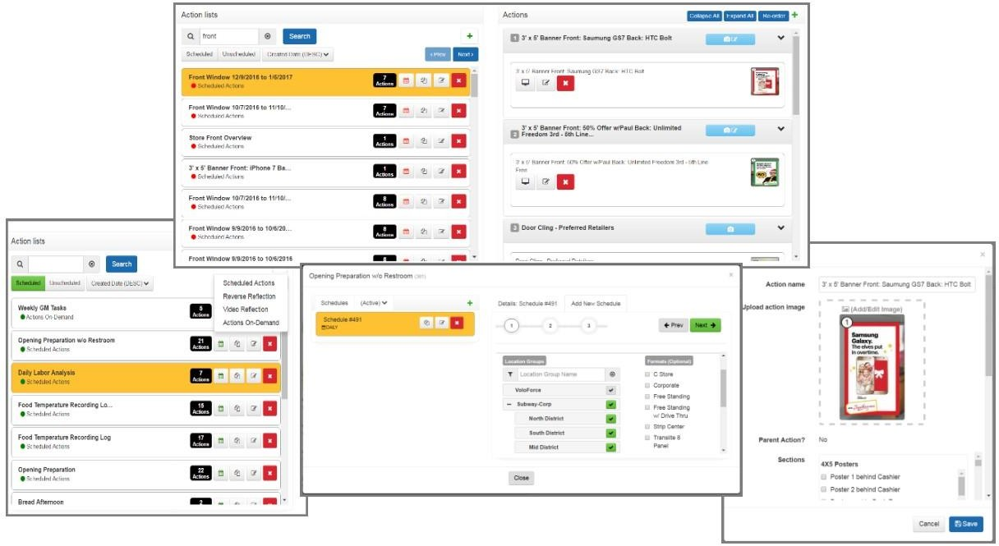 Action lists
front
Search
Scheduled
Unscheduled
Created Date (DESC)
‹ Prev
Next ›
Front Window 12/9/2016 to 1/6/2017
Scheduled Actions
7 Actions
Front Window 10/7/2016 to 11/10/...
Scheduled Actions
7 Actions
Store Front Overview
Scheduled Actions
1 Actions
3' x 5' Banner Front: iPhone 7 Ba...
Scheduled Actions
1 Actions
Front Window 10/7/2016 to 11/10/...
Scheduled Actions
8 Actions
Front Window 9/9/2016 to 10/6/20...
Scheduled Actions
8 Actions
Front Window 9/9/2016 to 10/6/2016
8
Actions
Collapse All
Expand All
Re-order
1 3' x 5' Banner Front: Saumung GS7 Back: HTC Bolt
3' x 5' Banner Front: Saumung GS7 Back: HTC Bolt
2 3' x 5' Banner Front: 50% Offer w/Paul Back: Unlimited
Freedom 3rd - 5th Line...
3' x 5' Banner Front: 50% Offer w/Paul Back: Unlimited Freedom 3rd - 5th Line
Free
3 Door Cling - Preferred Retailers
Door Cling - Preferred Retailers
Action lists
Search
Scheduled
Unscheduled
Created Date (DESC)
Scheduled Actions
Reverse Reflection
Video Reflection
Actions On-Demand
Weekly GM Tasks
Actions On-Demand
5 Actions
Opening Preparation w/o Restroom
Scheduled Actions
21 Actions
Daily Labor Analysis
Scheduled Actions
7 Actions
Food Temperature Recording Lo...
Scheduled Actions
15 Actions
Food Temperature Recording Log
Scheduled Actions
17 Actions
Opening Preparation
Scheduled Actions
22 Actions
Bread Afternoon
2
Opening Preparation w/o Restroom
Schedules
(Active)
Schedule #491
DAILY
Details: Schedule #491
Add New Schedule
1
2
3
Prev
Next
Location Groups
Location Group Name
VoloForce
Subway-Corp
North District
South District
Mid District
Formats (Optional)
C Store
Corporate
Free Standing
Free Standing
w/ Drive Thru
Strip Center
Translite 8
Panel
Close
Action name
3' x 5' Banner Front: Saumung GS7 Back: HTC Bolt
Upload action image
(Add/Edit Image)
1
Samsung
Galaxy.
The elves put
in overtime.
Parent Action?
No
Sections
4X5 Posters
Poster 1 behind Cashier
Poster 2 behind Cashier
Cancel
Save